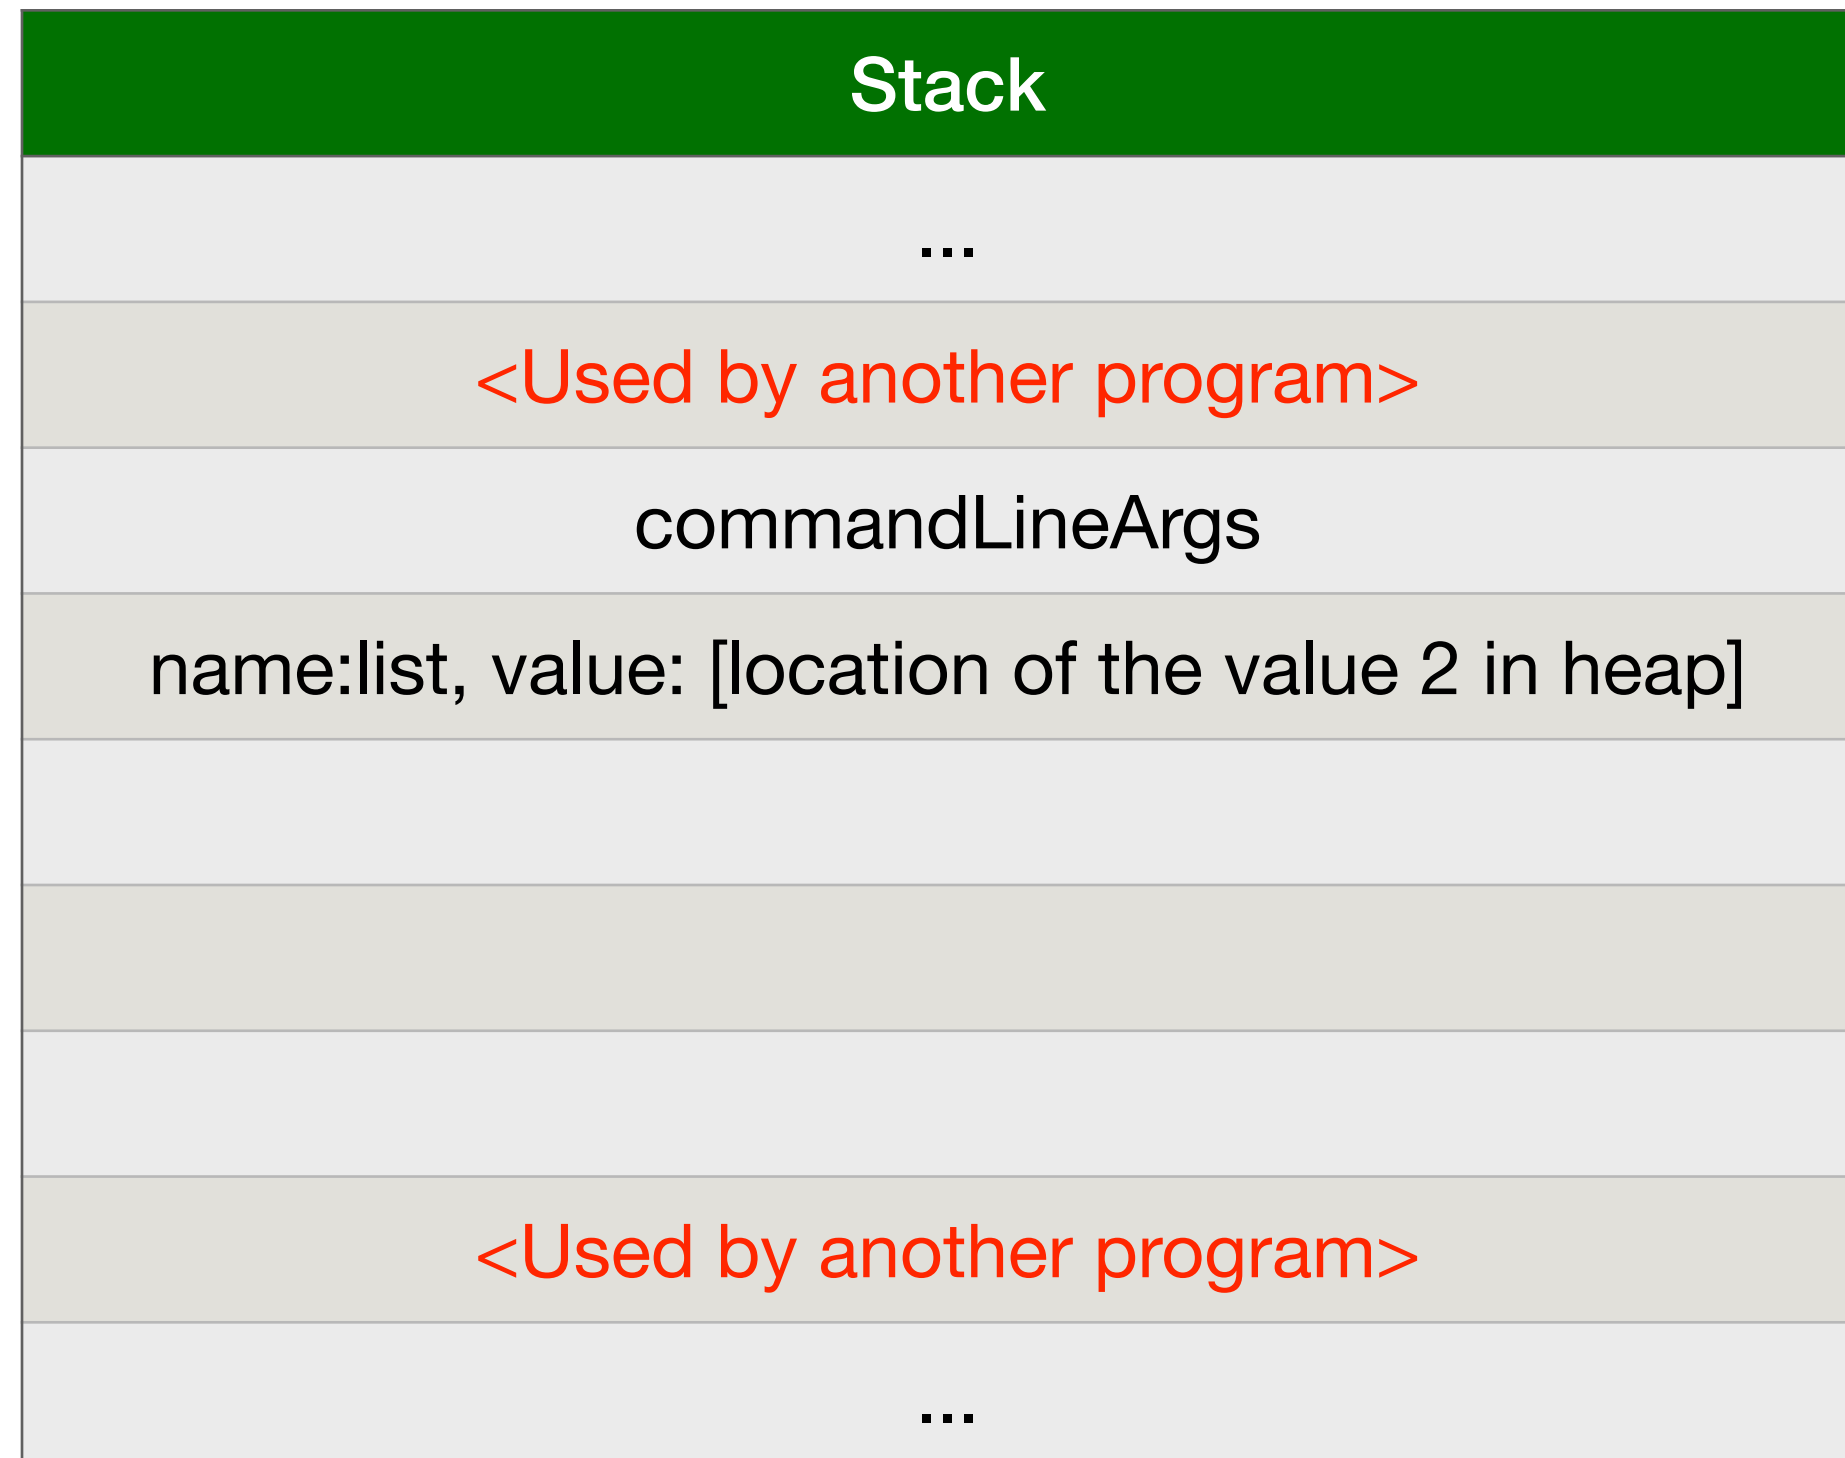 Stack
...
<Used by another program>
commandLineArgs
name:list, value: [location of the value 2 in heap]
<Used by another program>
...